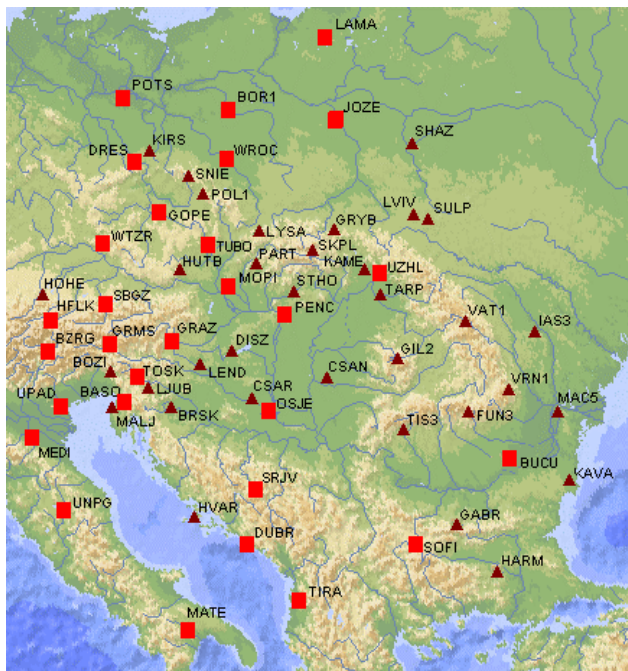 LAMA
POTS
BOR1
JOZE
SHAZ
KIRS
DRES
WROC
SNIE
POL1
GOPE
LVIV
SULP
WTZR
TUBO
LYSA
GRYB
SKPL
PART
KAME
HUTB
UZHL
MOPI
STHO
TARP
HOHE
SBGZ
HFLK
PENC
VAT1
IAS3
GRMS
GRAZ
DISZ
BZRG
BOZI
LEND
GIL2
TOSK
CSAN
UPAD
BASO
LJUB
CSAR
VRN1
MAC5
MALJ
BRSK
OSJE
TIS3
FUN3
MEDI
BUCU
SRJV
KAVA
UNPG
HVAR
GABR
DUBR
SOFI
HARM
TIRA
MATE